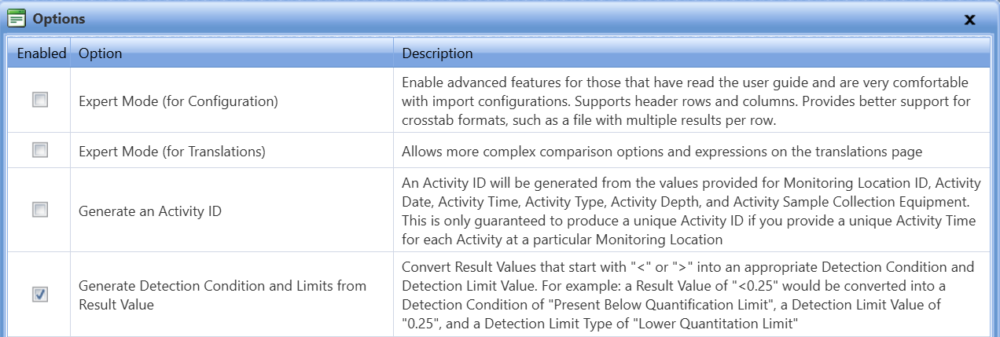 Options
x
Enabled Option Description
Expert Mode (for Configuration)
Enable advanced features for those that have read the user guide and are very comfortable
with import configurations. Supports header rows and columns. Provides better support for
crosstab formats, such as a file with multiple results per row.
Expert Mode (for Translations)
Allows more complex comparison options and expressions on the translations page
Generate an Activity ID
An Activity ID will be generated from the values provided for Monitoring Location ID, Activity
Date, Activity Time, Activity Type, Activity Depth, and Activity Sample Collection Equipment.
This is only guaranteed to produce a unique Activity ID if you provide a unique Activity Time
for each Activity at a particular Monitoring Location
Generate Detection Condition and Limits from
Result Value
Convert Result Values that start with "<" or ">" into an appropriate Detection Condition and
Detection Limit Value. For example: a Result Value of "<0.25" would be converted into a
Detection Condition of "Present Below Quantification Limit", a Detection Limit Value of
"0.25", and a Detection Limit Type of "Lower Quantitation Limit"